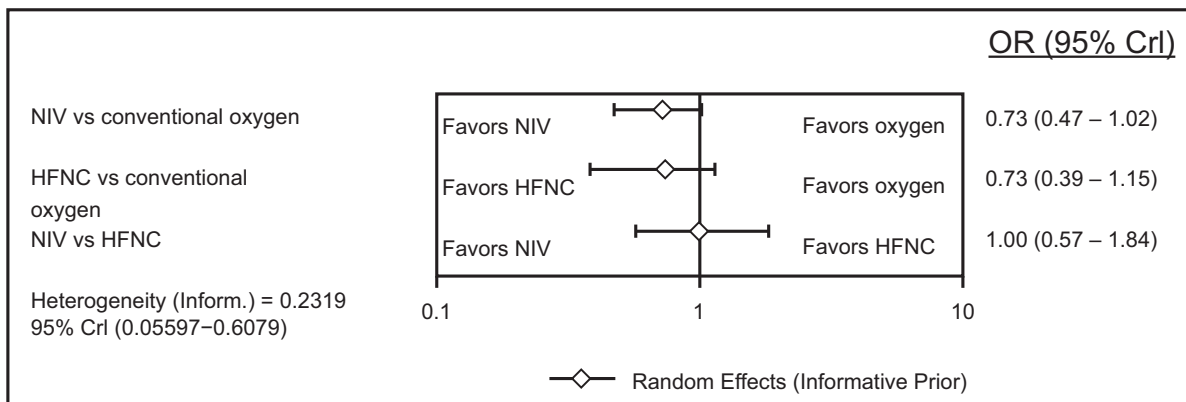 OR (95% CrI)
NIV vs conventional oxygen
Favors NIV
Favors oxygen
0.73 (0.47 – 1.02)
HFNC vs conventional
oxygen
Favors HFNC
Favors oxygen
0.73 (0.39 – 1.15)
NIV vs HFNC
Favors NIV
Favors HFNC
1.00 (0.57 – 1.84)
Heterogeneity (Inform.) = 0.2319
95% CrI (0.05597−0.6079)
0.1
1
10
Random Effects (Informative Prior)